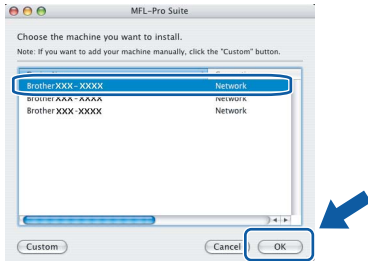 MFL-Pro Suite
Choose the machine you want to install.
Note: If you want to add your machine manually, click the "Custom" button.
BrotherXXX-XXXX Network
BrotherXXX-XXXX Network
Brother XXX-XXXX Network
Custom Cancel OK